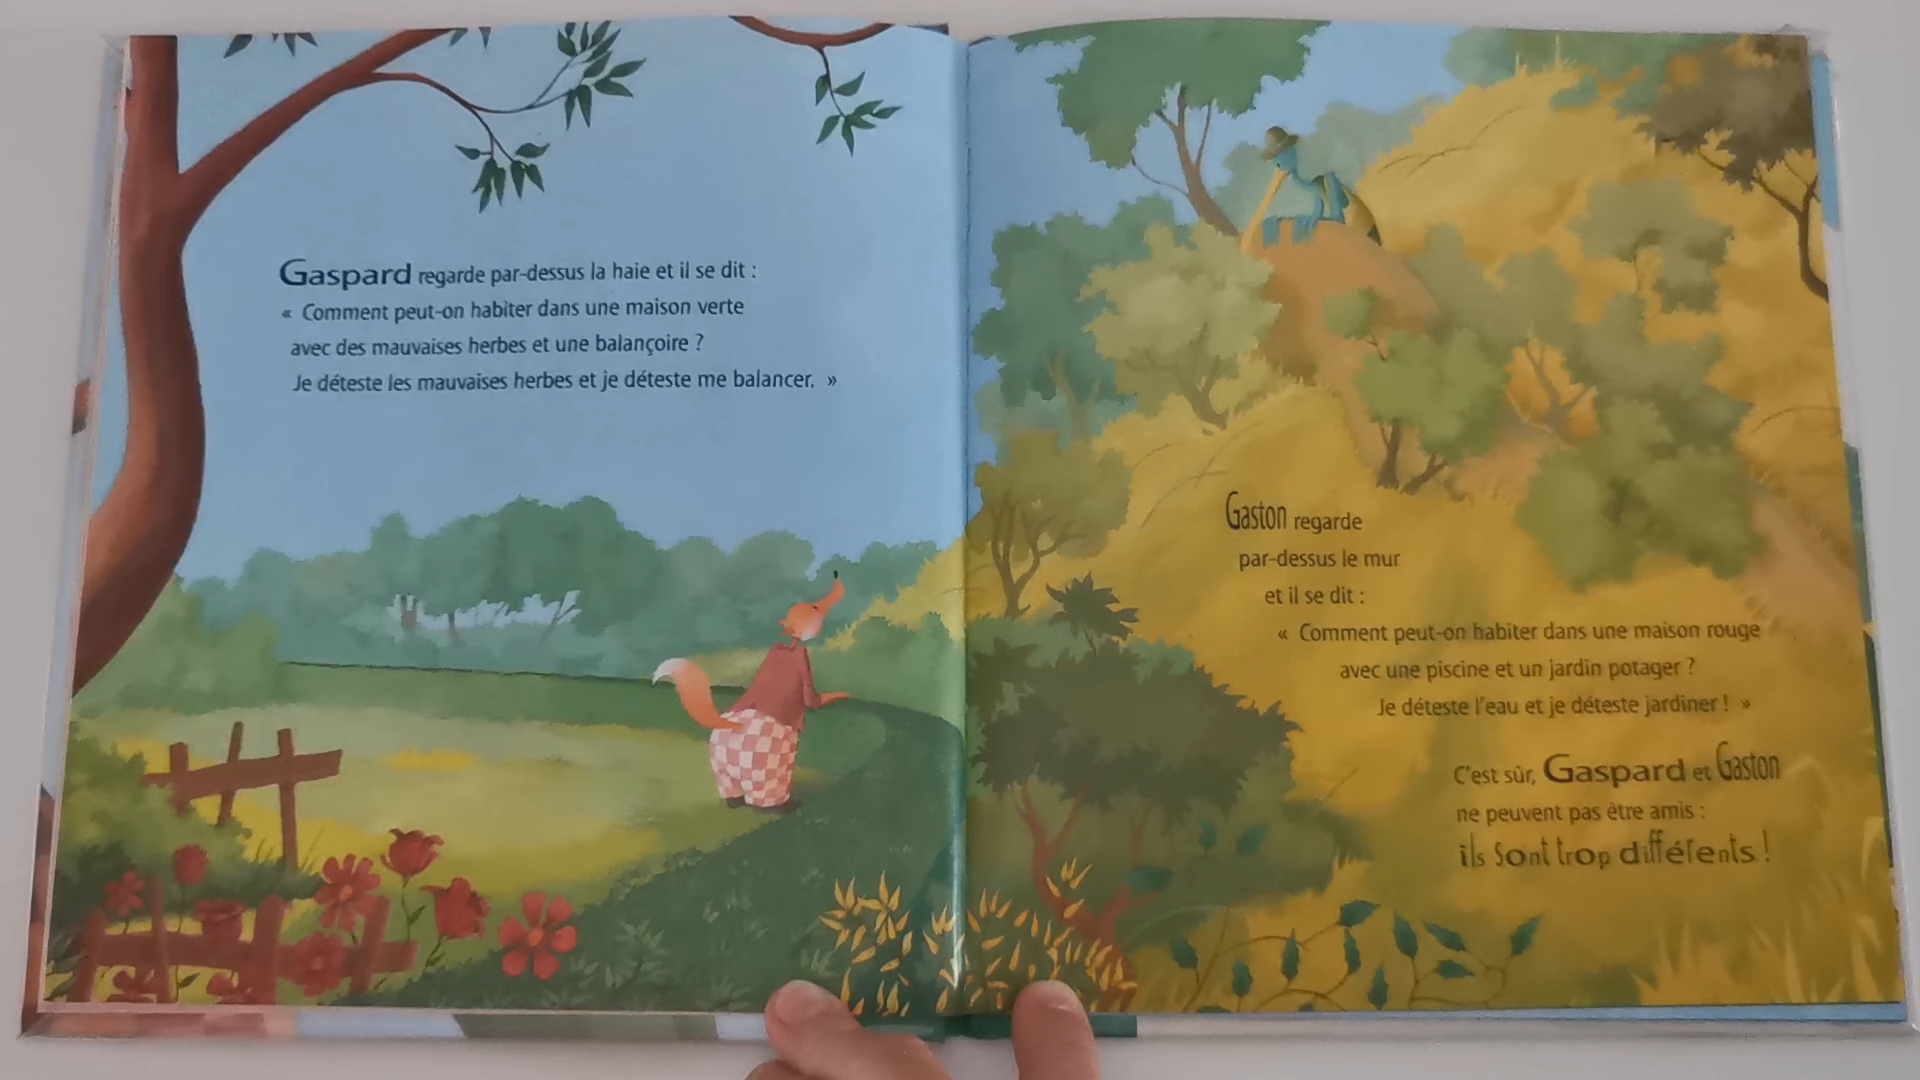 Gaspard regarde par-dessus la haie et il se dit :
« Comment peut-on habiter dans une maison verte
avec des mauvaises herbes et une balançoire ?
Je déteste les mauvaises herbes et je déteste me balancer. »
Gaston regarde
par-dessus le mur
et il se dit :
« Comment peut-on habiter dans une maison rouge
avec une piscine et un jardin potager ?
Je déteste l'eau et je déteste jardiner ! »
C'est sûr, Gaspard et Gaston
ne peuvent pas être amis :
ils sont trop différents !